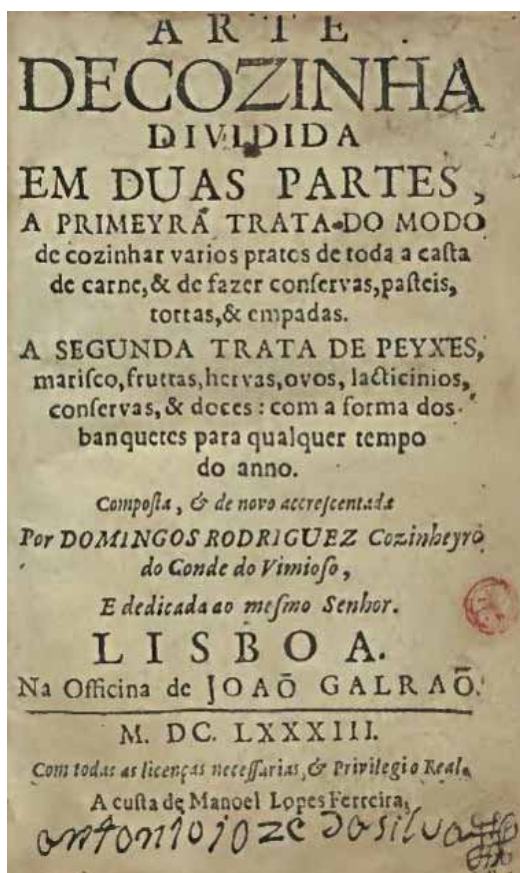 ARTE
DECOZINHA
DIVIDIDA
EM DUAS PARTES,
A PRIMEYRA TRATA DO MODO
de cozinhar varios pratos de toda a caſta
de carne, & de fazer conſervas, paſteis,
tortas, & empadas.
A SEGUNDA TRATA DE PEYXES,
mariſco, fruttas, hervas, ovos, lacticinios,
conſervas, & doces : com a forma dos
banquetes para qualquer tempo
do anno.
Compoſta, & de novo accreſcentada
Por DOMINGOS RODRIGUEZ Cozinheyro
do Conde do Vimioſo,
E dedicada ao meſmo Senhor.
LISBOA.
Na Officina de JOAÕ GALRAÕ.
M. DC. LXXXIII.
Com todas as licenças neceſſarias, & Privilegio Real.
A cuſta de Manoel Lopes Ferreira,
antonio joze da silva